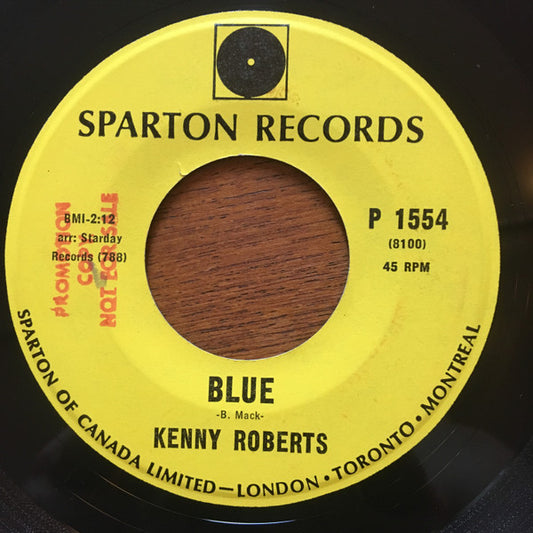 SPARTON RECORDS
BMI-2:12
arr: Starday
Records (788)
PROMOTION
COPY
NOT FOR SALE
P 1554
(8100)
45 RPM
BLUE
-B. Mack-
KENNY ROBERTS
SPARTON OF CANADA LIMITED—LONDON • TORONTO • MONTREAL